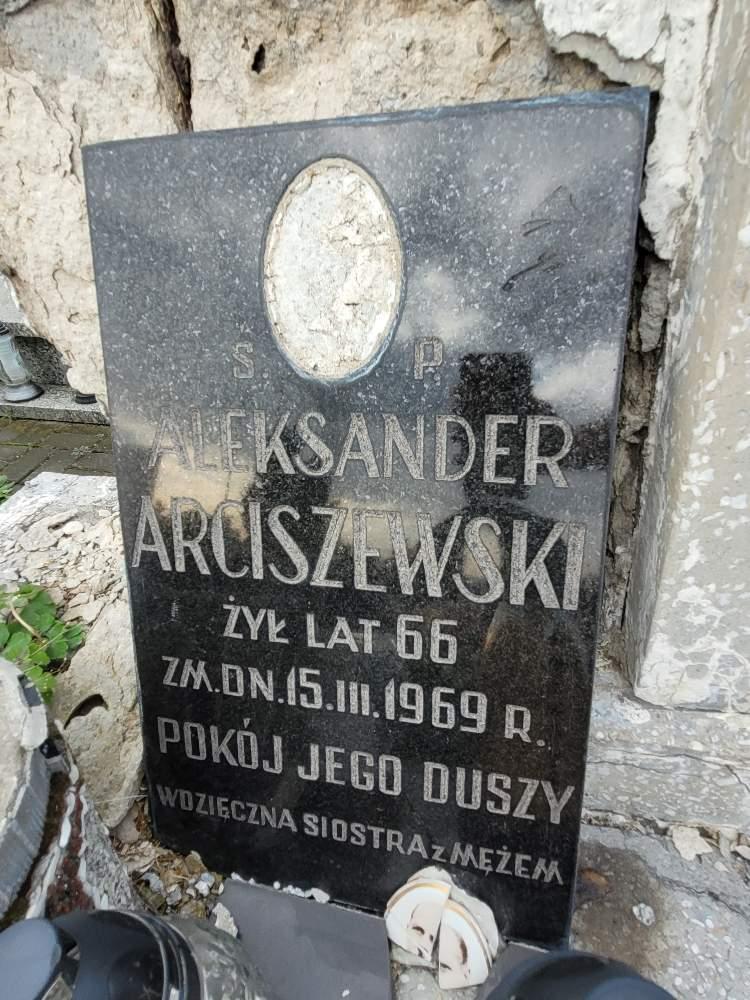 Ś. P.
ALEKSANDER
ARCISZEWSKI
ŻYŁ LAT 66
ZM. DN. 15. III. 1969 R.
POKÓJ JEGO DUSZY
WDZIĘCZNA SIOSTRA Z MĘŻEM